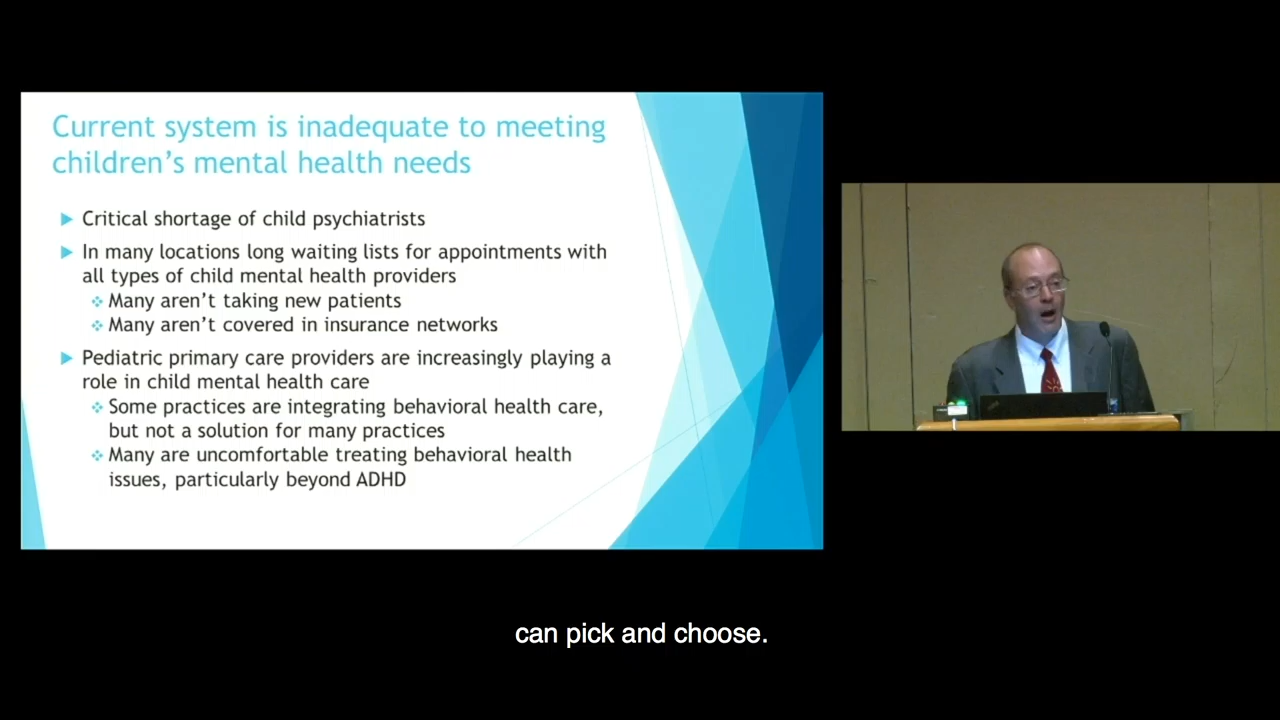 Current system is inadequate to meeting
children's mental health needs
Critical shortage of child psychiatrists
In many locations long waiting lists for appointments with
all types of child mental health providers
Many aren't taking new patients
Many aren't covered in insurance networks
Pediatric primary care providers are increasingly playing a
role in child mental health care
Some practices are integrating behavioral health care,
but not a solution for many practices
Many are uncomfortable treating behavioral health
issues, particularly beyond ADHD
can pick and choose.